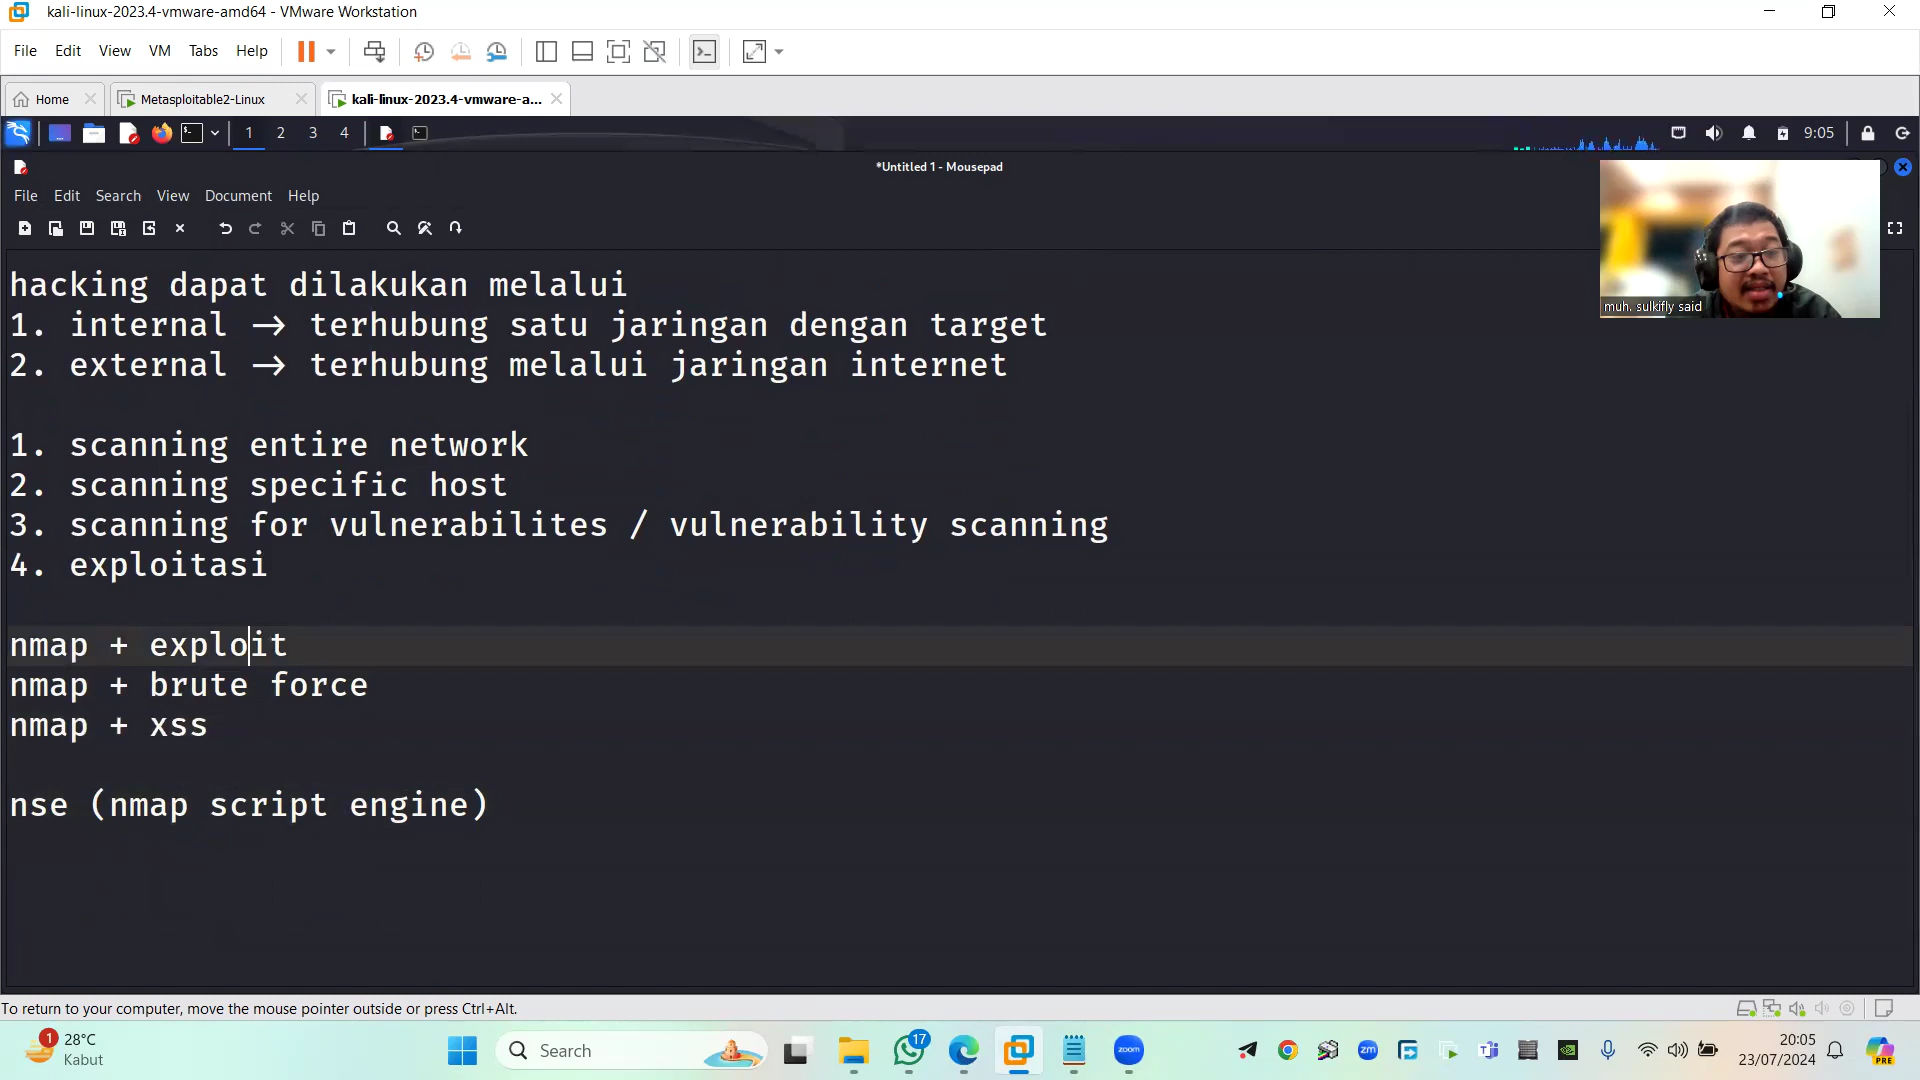 kali-linux-2023.4-vmware-amd64 - VMware Workstation
File Edit View VM Tabs Help
Home Metasploitable2-Linux kali-linux-2023.4-vmware-a...
1 2 3 4 9:05
*Untitled 1 - Mousepad
File Edit Search View Document Help
hacking dapat dilakukan melalui
1. internal → terhubung satu jaringan dengan target
2. external → terhubung melalui jaringan internet
1. scanning entire network
2. scanning specific host
3. scanning for vulnerabilites / vulnerability scanning
4. exploitasi
nmap + exploit
nmap + brute force
nmap + xss
nse (nmap script engine)
muh. sulkifly said
To return to your computer, move the mouse pointer outside or press Ctrl+Alt.
1 28°C
Kabut
Search
17
zoom
zm
PRE
20:05
23/07/2024